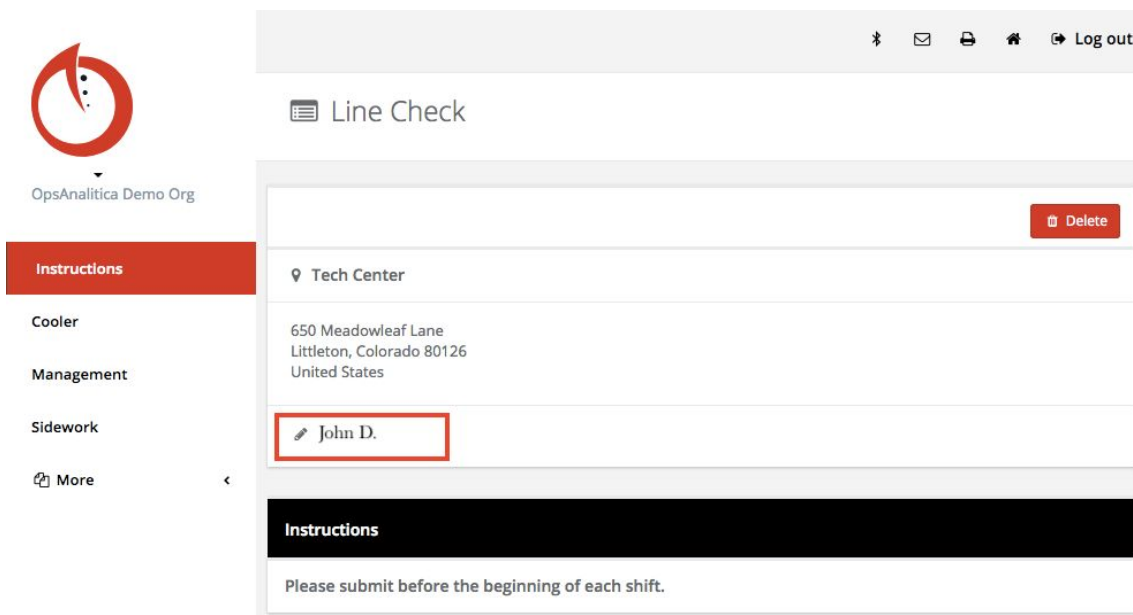 Log out
Line Check
OpsAnalitica Demo Org
Delete
Instructions
Tech Center
Cooler
650 Meadowleaf Lane
Littleton, Colorado 80126
United States
Management
Sidework
John D.
More
Instructions
Please submit before the beginning of each shift.